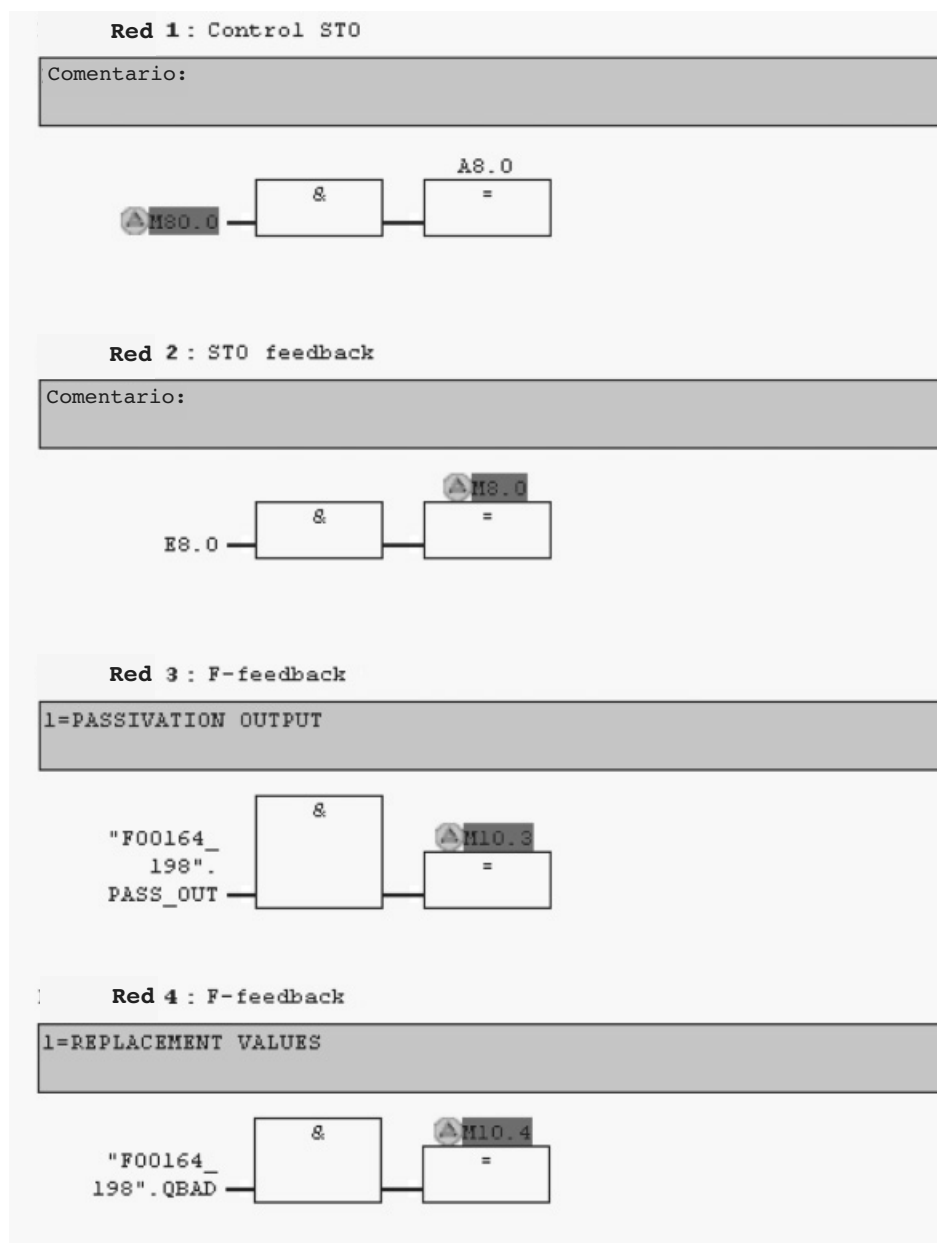 Red 1: Control STO
Comentario:
A8.0
& =
M80.0
Red 2: STO feedback
Comentario:
M8.0
& =
E8.0
Red 3: F-feedback
1=PASSIVATION OUTPUT
&
"F00164_
M10.3
198".
=
PASS_OUT
Red 4: F-feedback
1=REPLACEMENT VALUES
&
M10.4
"F00164_
=
198".QBAD